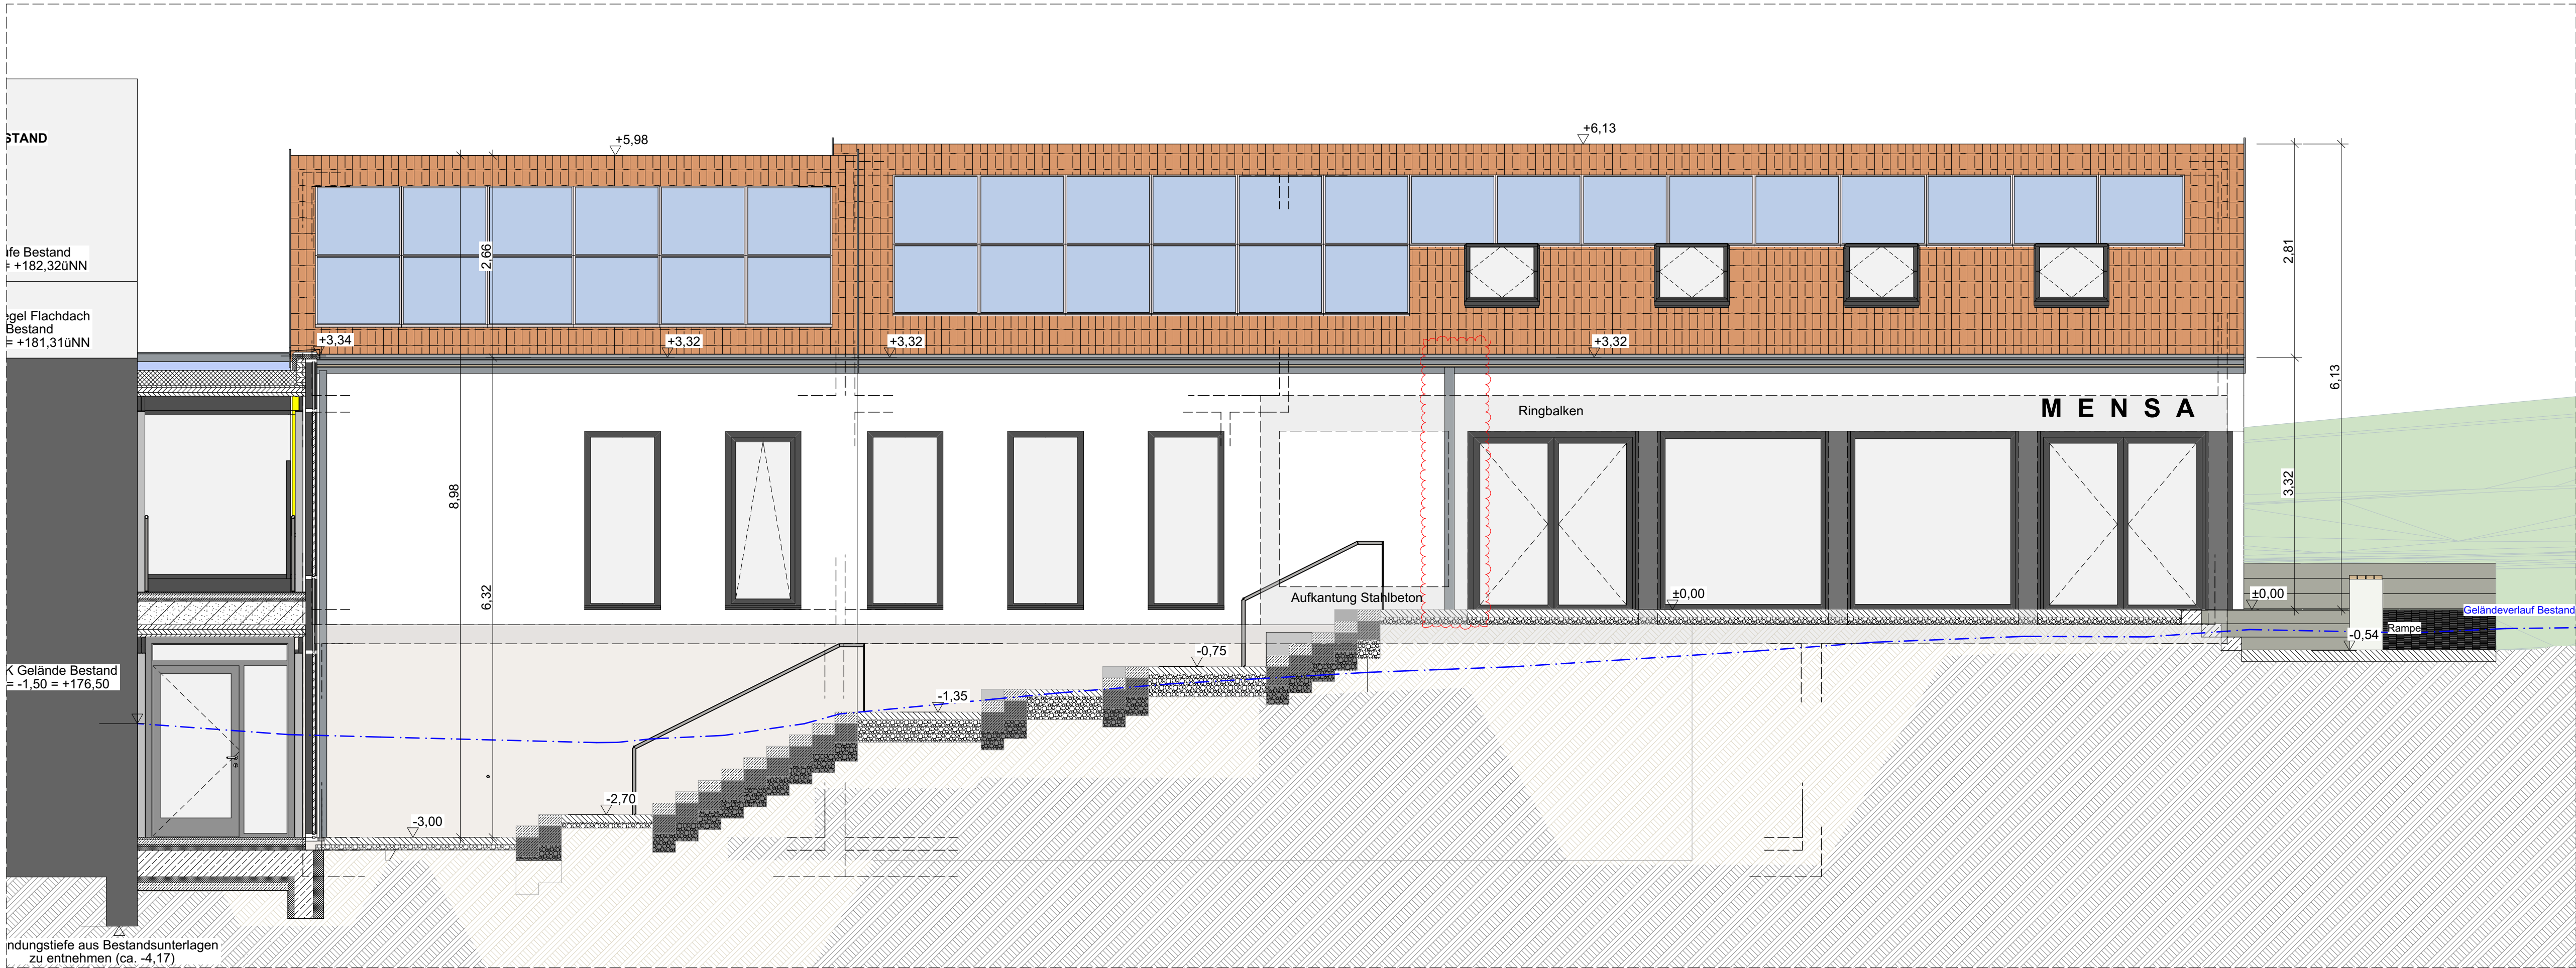 STAND
+5,98
+6,13
ufe Bestand
= +182,32üNN
egel Flachdach
Bestand
= +181,31üNN
2,66
2,81
6,13
+3,34
+3,32
+3,32
+3,32
Ringbalken
M E N S A
8,98
6,32
3,32
Aufkantung Stahlbeton
±0,00
±0,00
Geländeverlauf Bestand
Rampe
-0,54
K Gelände Bestand
= -1,50 = +176,50
-0,75
-1,35
-2,70
-3,00
ndungstiefe aus Bestandsunterlagen
zu entnehmen (ca. -4,17)